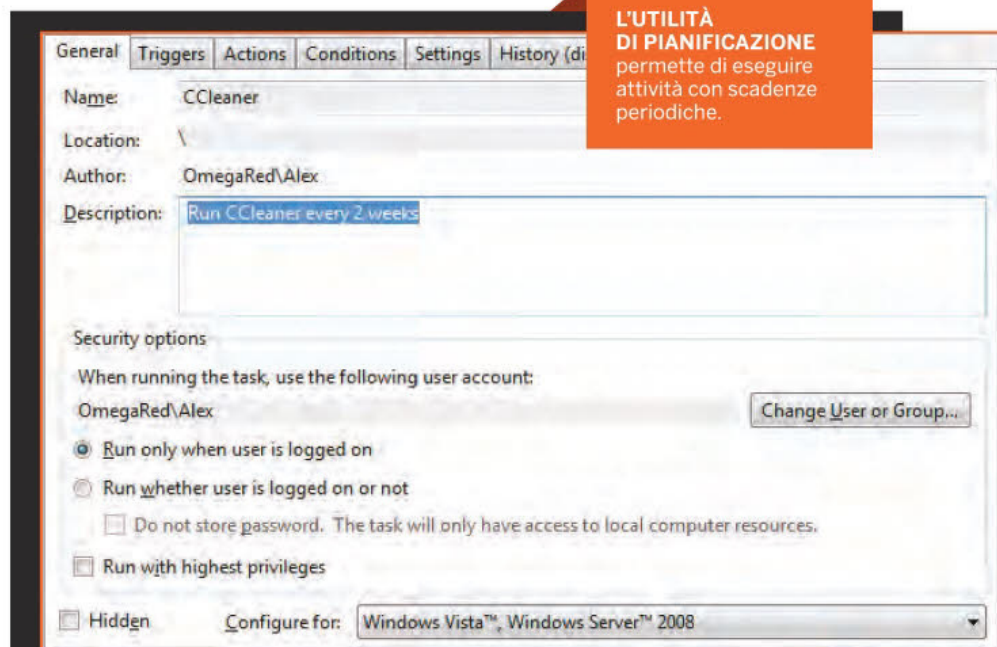 L'UTILITÀ
DI PIANIFICAZIONE
permette di eseguire
attività con scadenze
periodiche.
General Triggers Actions Conditions Settings History
Name: CCleaner
Location: \
Author: OmegaRed\Alex
Description: Run CCleaner every 2 weeks
Security options
When running the task, use the following user account:
OmegaRed\Alex
Change User or Group...
Run only when user is logged on
Run whether user is logged on or not
Do not store password. The task will only have access to local computer resources.
Run with highest privileges
Hidden Configure for: Windows Vista™, Windows Server™ 2008